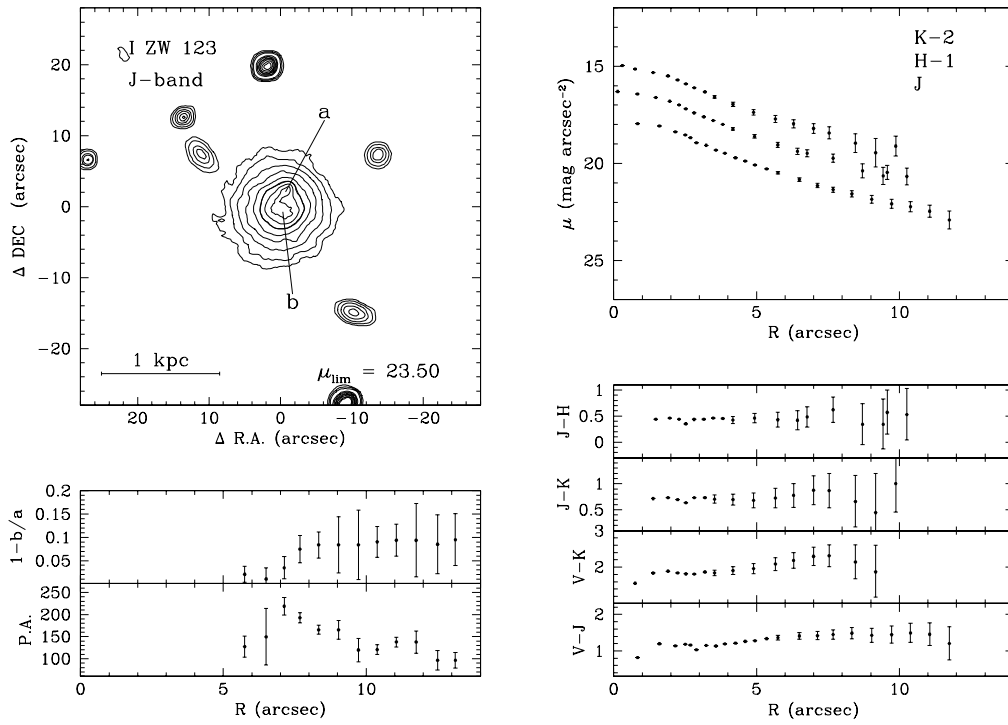 I ZW 123
J-band
a
b
1 kpc
μlim = 23.50
20
10
0
-10
-20
Δ DEC (arcsec)
20
10
0
-10
-20
Δ R.A. (arcsec)
K-2
H-1
J
15
20
25
μ (mag arcsec⁻²)
0
5
10
R (arcsec)
0.2
0.15
0.1
0.05
1-b/a
250
200
150
100
P.A.
0
5
10
R (arcsec)
1
0.5
0
J-H
1
0.5
J-K
3
2
V-K
2
1
V-J
0
5
10
R (arcsec)